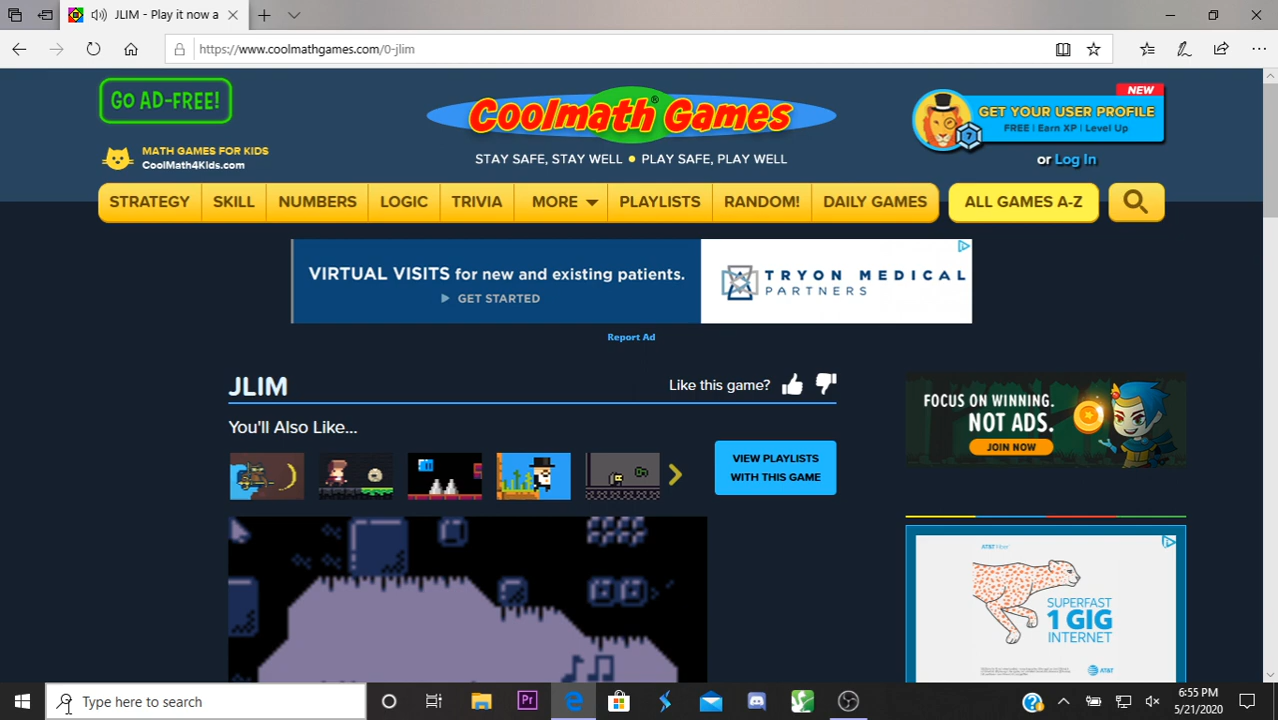 JLIM - Play it now a
https://www.coolmathgames.com/0-jlim
GO AD-FREE!
MATH GAMES FOR KIDS
CoolMath4Kids.com
Coolmath Games®
STAY SAFE, STAY WELL • PLAY SAFE, PLAY WELL
NEW
GET YOUR USER PROFILE
FREE | Earn XP | Level Up
7
or Log In
STRATEGY SKILL NUMBERS LOGIC TRIVIA MORE PLAYLISTS RANDOM! DAILY GAMES ALL GAMES A-Z
VIRTUAL VISITS for new and existing patients.
GET STARTED
TRYON MEDICAL
PARTNERS
Report Ad
JLIM
Like this game?
You'll Also Like...
VIEW PLAYLISTS
WITH THIS GAME
FOCUS ON WINNING.
NOT ADS.
JOIN NOW
AT&T Fiber
SUPERFAST
1 GIG
INTERNET
AT&T
Type here to search
Pr
6:55 PM
5/21/2020